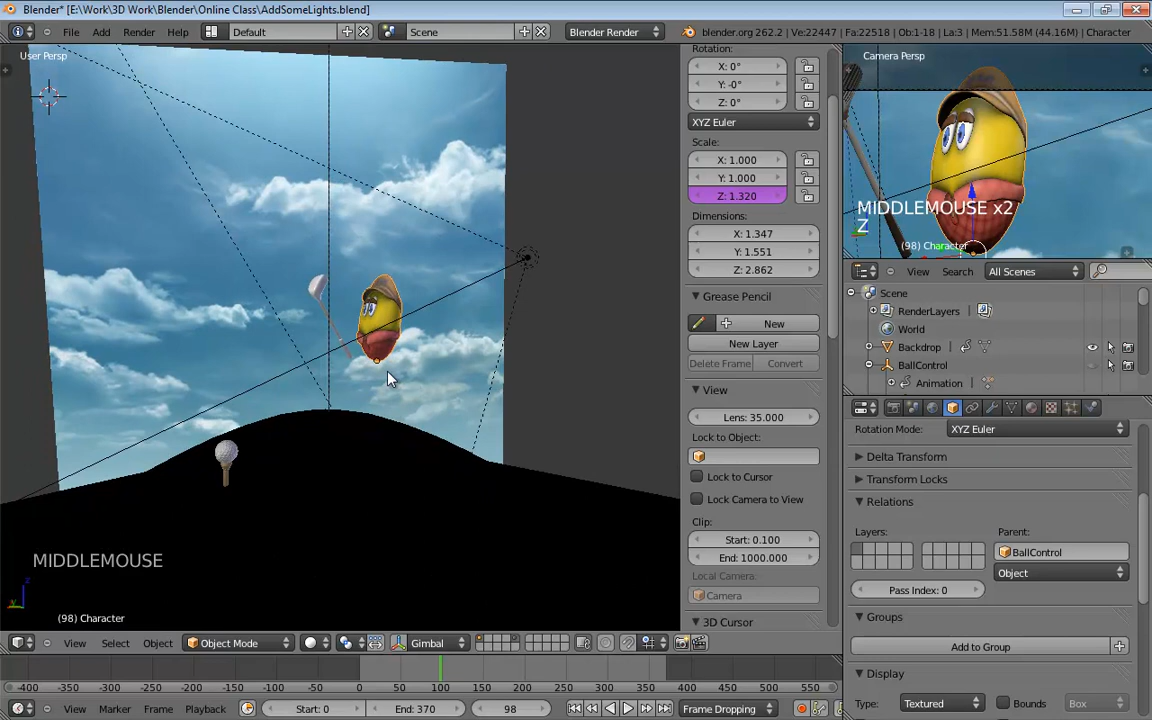 Blender* [E:\Work\3D Work\Blender\Online Class\AddSomeLights.blend]
File Add Render Help Default Scene Blender Render blender.org 262.2 | Ve:22447 | Fa:22518 | Ob:1-18 | La:3 | Mem:51.58M (44.16M) | Character
User Persp
MIDDLEMOUSE
(98) Character
Rotation:
X: 0°
Y: -0°
Z: 0°
XYZ Euler
Scale:
X: 1.000
Y: 1.000
Z: 1.320
Dimensions:
X: 1.347
Y: 1.551
Z: 2.862
Grease Pencil
New
New Layer
Delete Frame Convert
View
Lens: 35.000
Lock to Object:
Lock to Cursor
Lock Camera to View
Clip:
Start: 0.100
End: 1000.000
Local Camera:
Camera
3D Cursor
Camera Persp
MIDDLEMOUSE x2
Z
(98) Character
View Search All Scenes
Scene
RenderLayers
World
Backdrop
BallControl
Animation
Rotation Mode: XYZ Euler
Delta Transform
Transform Locks
Relations
Layers: Parent:
BallControl
Object
Pass Index: 0
Groups
Add to Group
Display
Type: Textured Bounds Box
View Select Object Object Mode Gimbal
-400 -350 -300 -250 -200 -150 -100 -50 0 50 100 150 200 250 300 350 400 450 500 550
View Marker Frame Playback Start: 0 End: 370 98 Frame Dropping